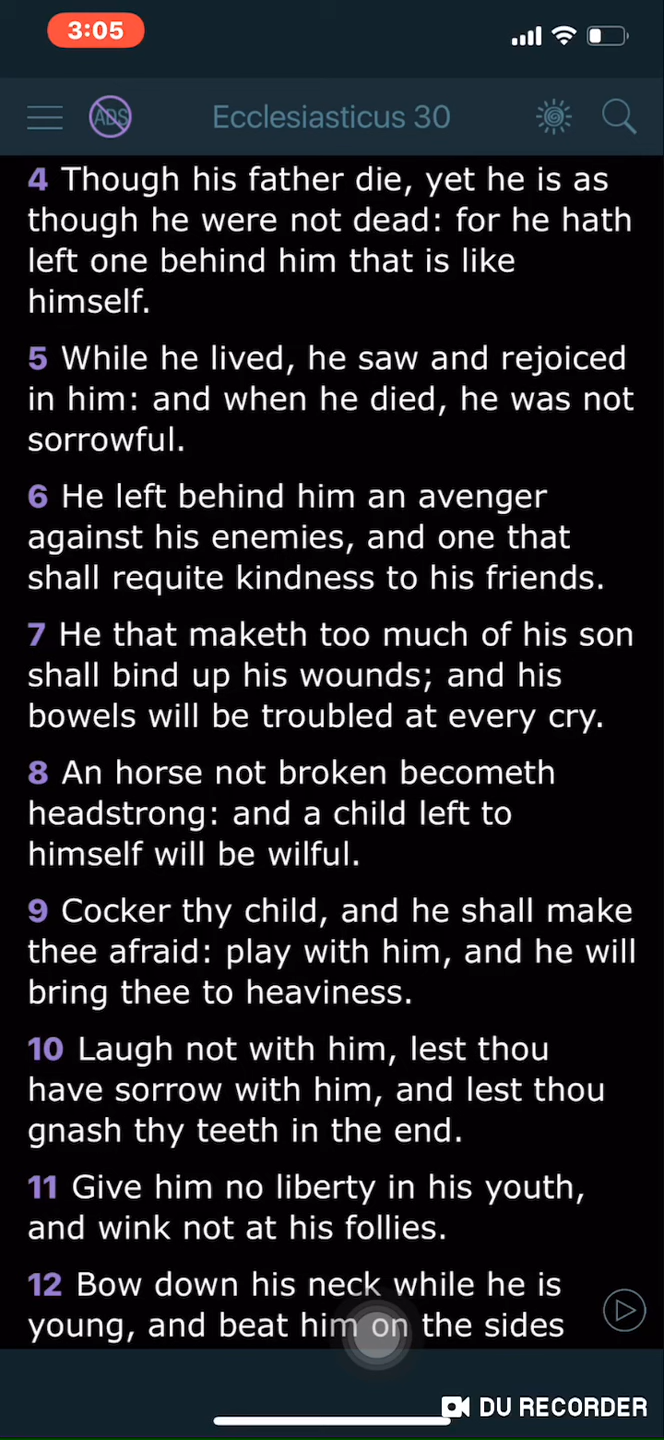 3:05
ADS
Ecclesiasticus 30
4 Though his father die, yet he is as
though he were not dead: for he hath
left one behind him that is like
himself.
5 While he lived, he saw and rejoiced
in him: and when he died, he was not
sorrowful.
6 He left behind him an avenger
against his enemies, and one that
shall requite kindness to his friends.
7 He that maketh too much of his son
shall bind up his wounds; and his
bowels will be troubled at every cry.
8 An horse not broken becometh
headstrong: and a child left to
himself will be wilful.
9 Cocker thy child, and he shall make
thee afraid: play with him, and he will
bring thee to heaviness.
10 Laugh not with him, lest thou
have sorrow with him, and lest thou
gnash thy teeth in the end.
11 Give him no liberty in his youth,
and wink not at his follies.
12 Bow down his neck while he is
young, and beat him on the sides
DU RECORDER